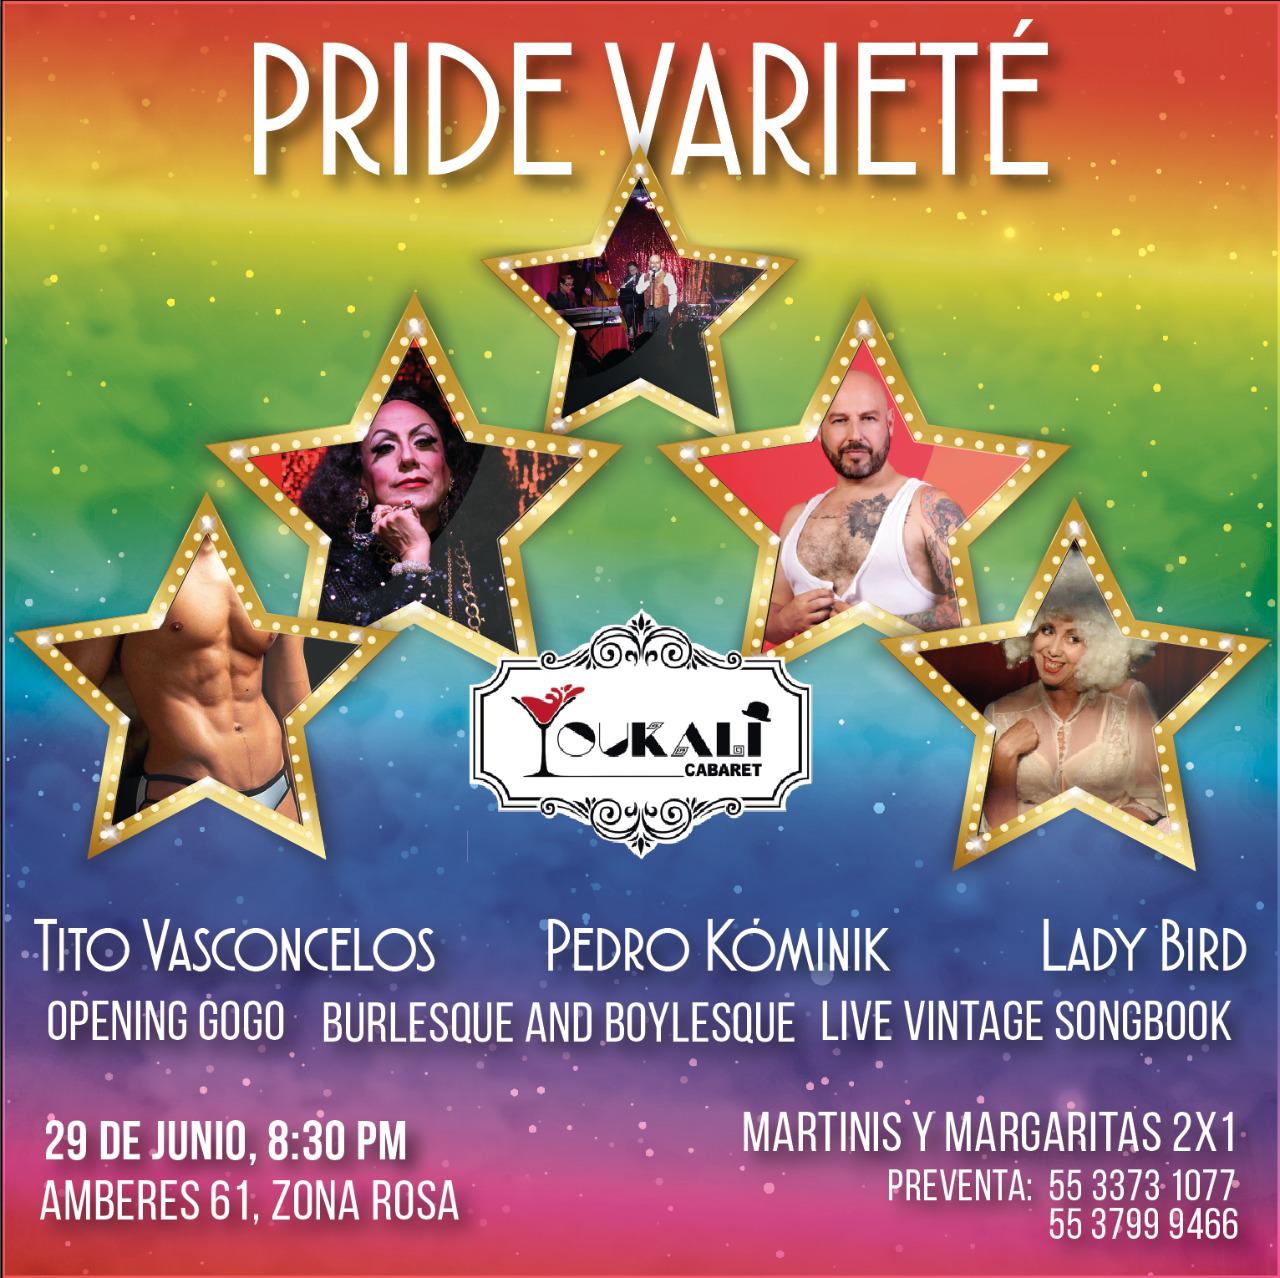 PRIDE VARIETÉ
YOUKALI
CABARET
TITO VASCONCELOS PEDRO KÓMINIK LADY BIRD
OPENING GOGO BURLESQUE AND BOYLESQUE LIVE VINTAGE SONGBOOK
29 DE JUNIO, 8:30 PM
AMBERES 61, ZONA ROSA
MARTINIS Y MARGARITAS 2X1
PREVENTA: 55 3373 1077
55 3799 9466